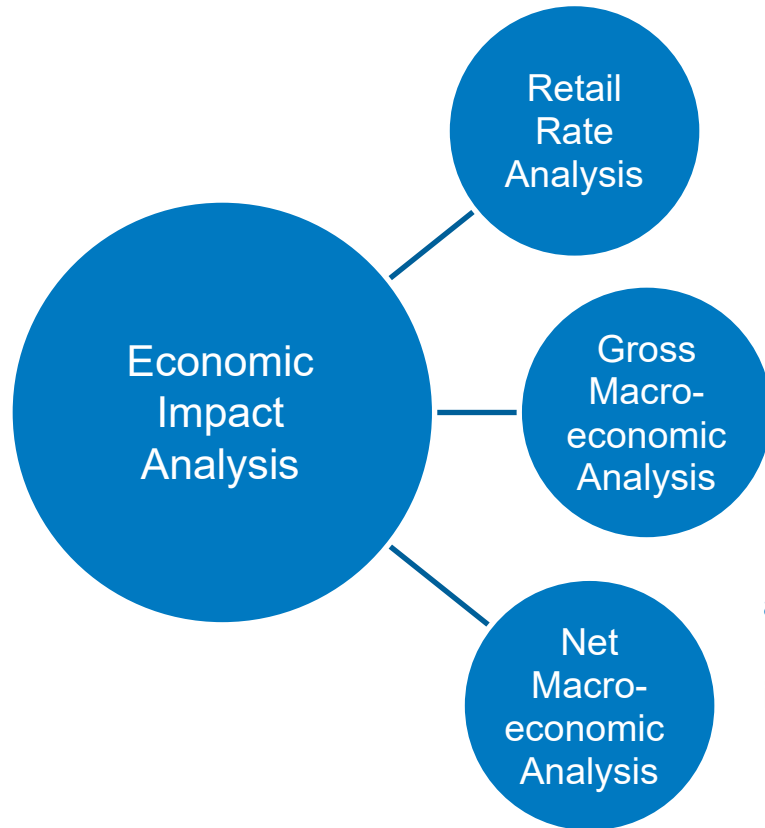 Retail
Rate
Analysis
Economic
Impact
Analysis
Gross
Macro-
economic
Analysis
Net
Macro-
economic
Analysis